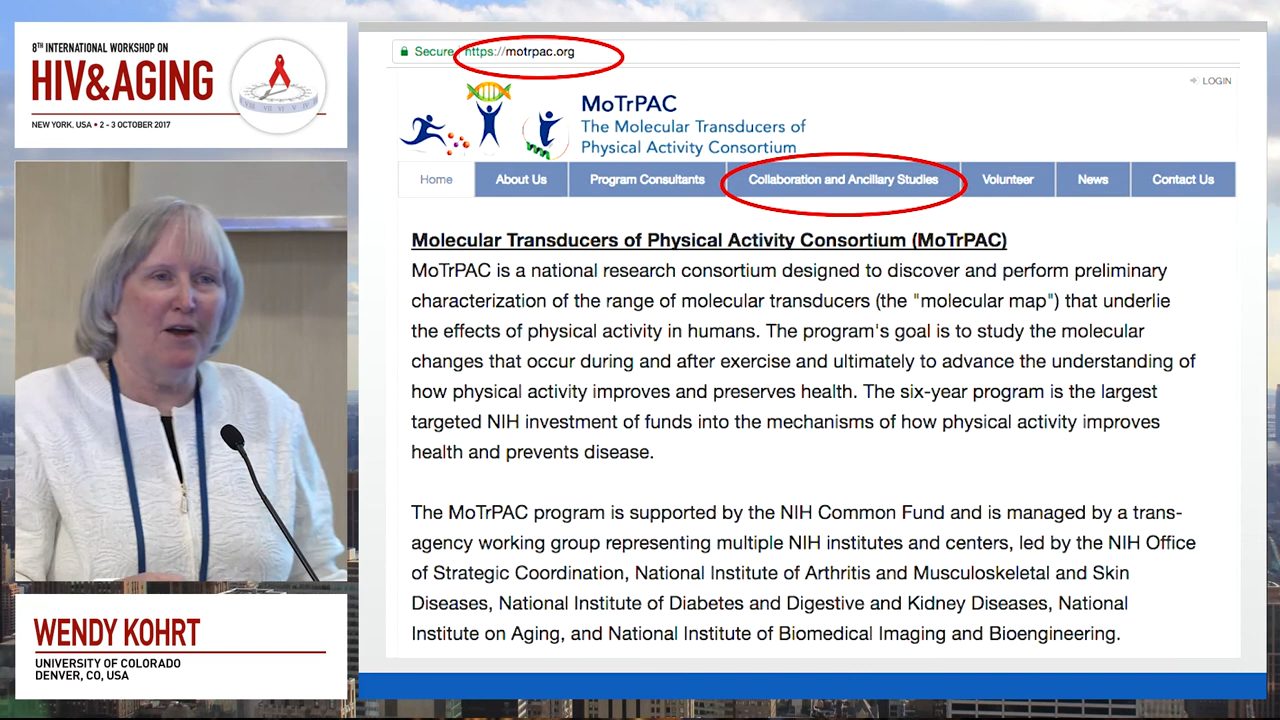 8TH INTERNATIONAL WORKSHOP ON
HIV&AGING
NEW YORK, USA • 2 - 3 OCTOBER 2017
WENDY KOHRT
UNIVERSITY OF COLORADO
DENVER, CO, USA
Secure https://motrpac.org
LOGIN
MoTrPAC
The Molecular Transducers of
Physical Activity Consortium
Home About Us Program Consultants Collaboration and Ancillary Studies Volunteer News Contact Us
Molecular Transducers of Physical Activity Consortium (MoTrPAC)
MoTrPAC is a national research consortium designed to discover and perform preliminary
characterization of the range of molecular transducers (the "molecular map") that underlie
the effects of physical activity in humans. The program's goal is to study the molecular
changes that occur during and after exercise and ultimately to advance the understanding of
how physical activity improves and preserves health. The six-year program is the largest
targeted NIH investment of funds into the mechanisms of how physical activity improves
health and prevents disease.
The MoTrPAC program is supported by the NIH Common Fund and is managed by a trans-
agency working group representing multiple NIH institutes and centers, led by the NIH Office
of Strategic Coordination, National Institute of Arthritis and Musculoskeletal and Skin
Diseases, National Institute of Diabetes and Digestive and Kidney Diseases, National
Institute on Aging, and National Institute of Biomedical Imaging and Bioengineering.